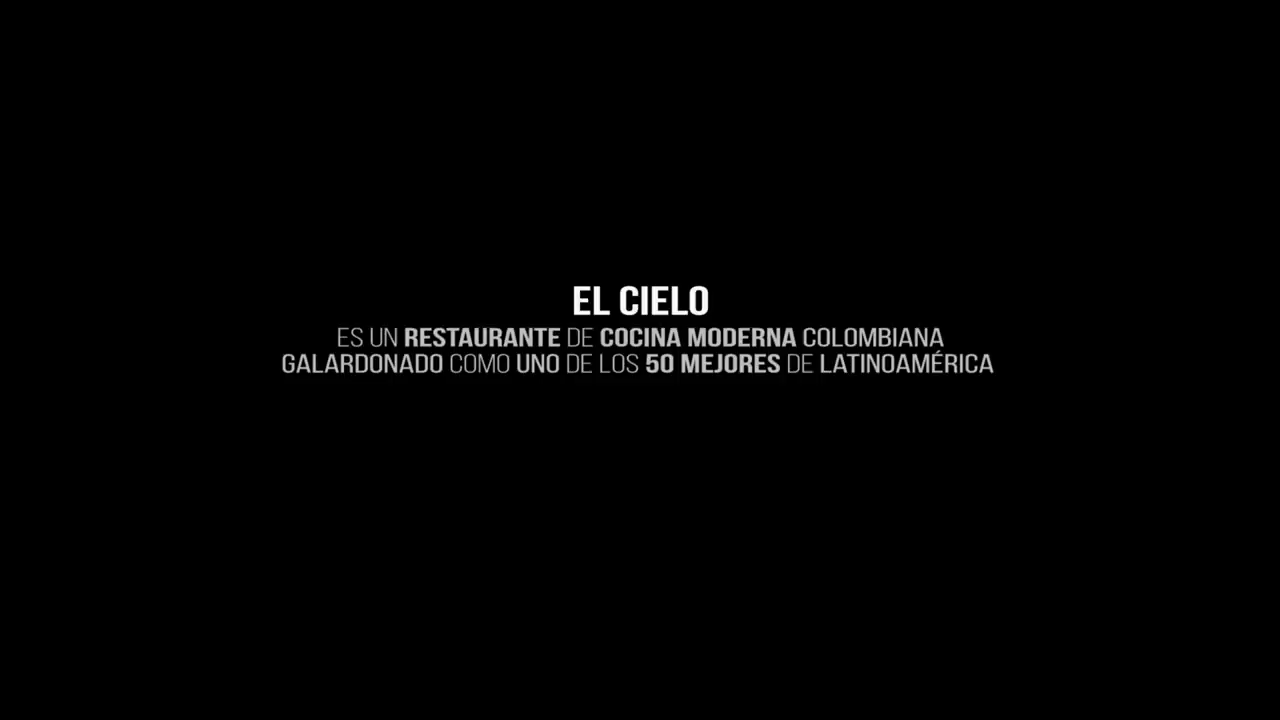 EL CIELO
ES UN RESTAURANTE DE COCINA MODERNA COLOMBIANA
GALARDONADO COMO UNO DE LOS 50 MEJORES DE LATINOAMÉRICA